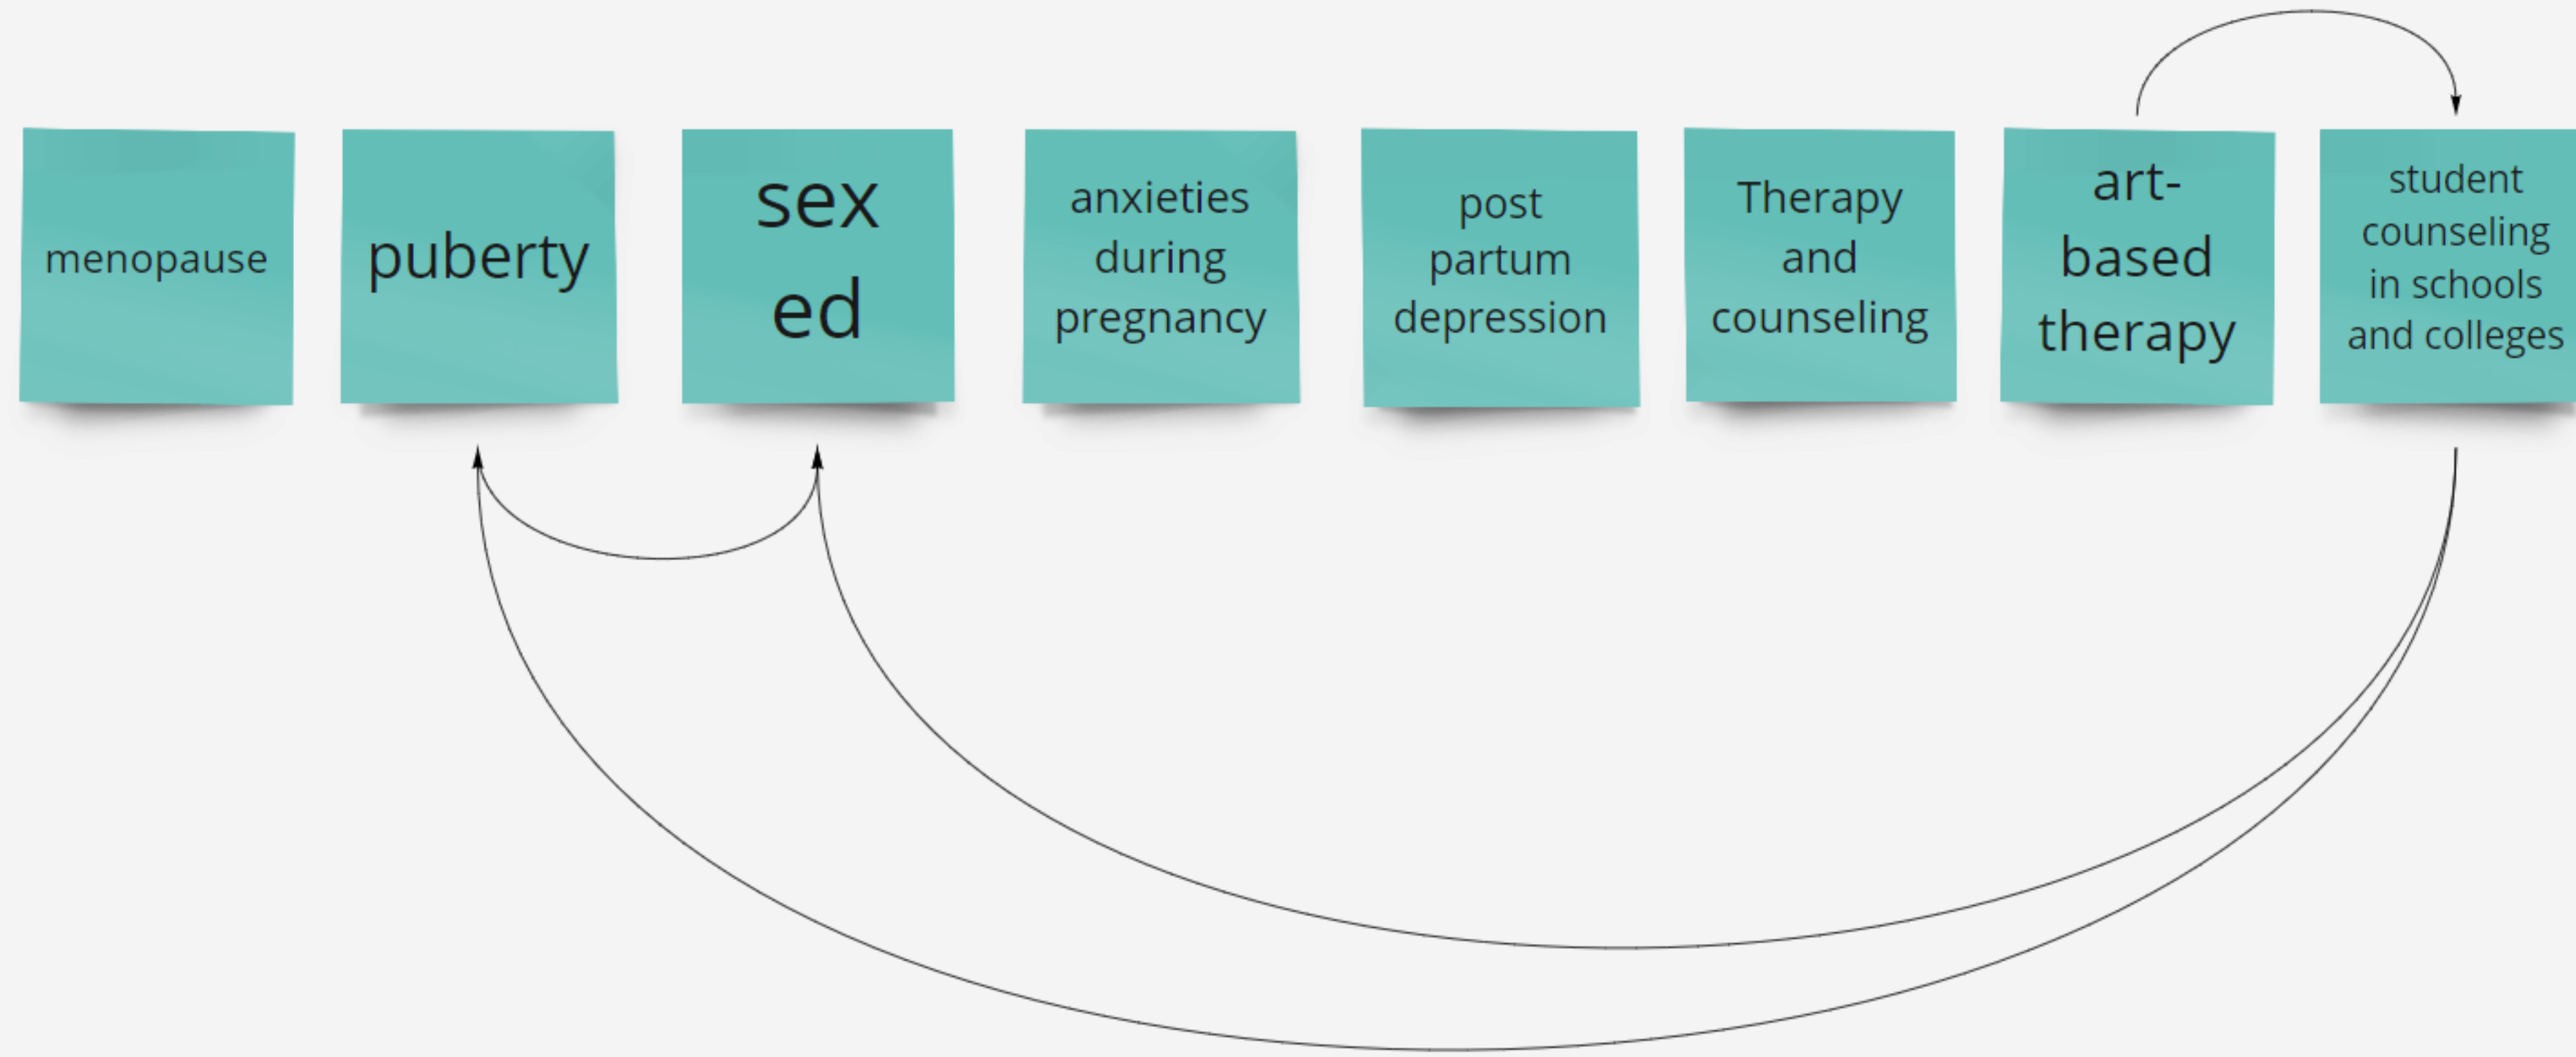 menopause
puberty
sex
ed
anxieties
during
pregnancy
post
partum
depression
Therapy
and
counseling
art-
based
therapy
student
counseling
in schools
and colleges